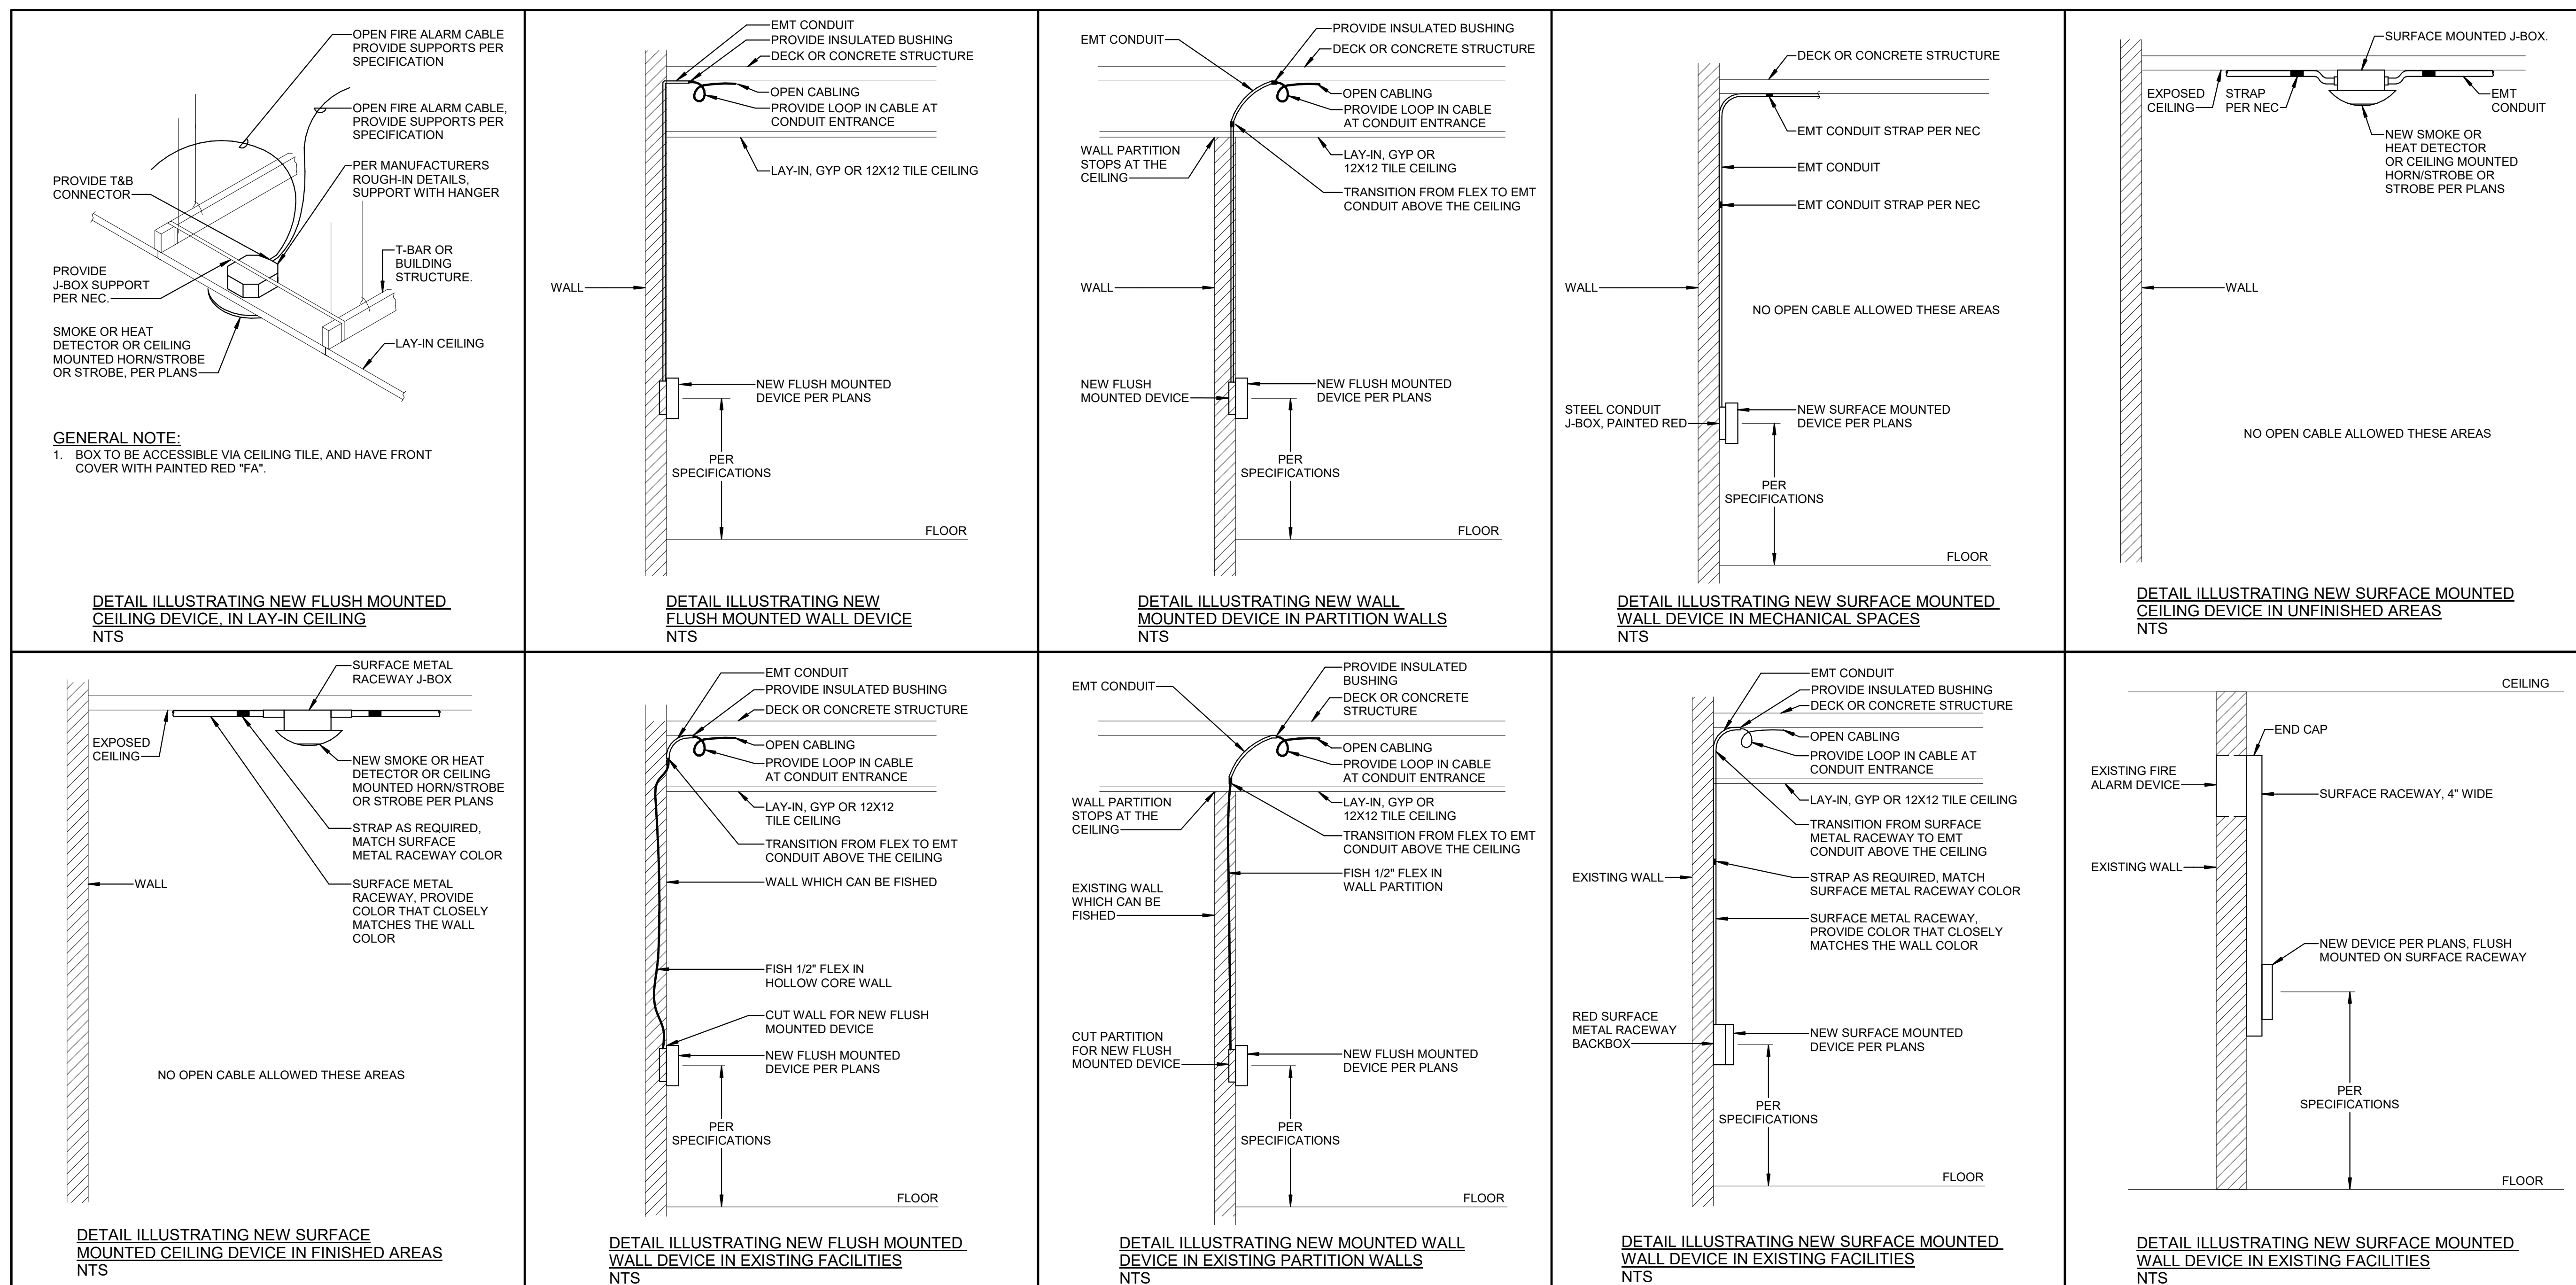 OPEN FIRE ALARM CABLE
PROVIDE SUPPORTS PER
SPECIFICATION
OPEN FIRE ALARM CABLE,
PROVIDE SUPPORTS PER
SPECIFICATION
PER MANUFACTURERS
ROUGH-IN DETAILS,
SUPPORT WITH HANGER
PROVIDE T&B
CONNECTOR
T-BAR OR
BUILDING
STRUCTURE.
PROVIDE
J-BOX SUPPORT
PER NEC.
SMOKE OR HEAT
DETECTOR OR CEILING
MOUNTED HORN/STROBE
OR STROBE, PER PLANS
LAY-IN CEILING
GENERAL NOTE:
1. BOX TO BE ACCESSIBLE VIA CEILING TILE, AND HAVE FRONT
COVER WITH PAINTED RED "FA".
DETAIL ILLUSTRATING NEW FLUSH MOUNTED
CEILING DEVICE, IN LAY-IN CEILING
NTS
EMT CONDUIT
PROVIDE INSULATED BUSHING
DECK OR CONCRETE STRUCTURE
OPEN CABLING
PROVIDE LOOP IN CABLE AT
CONDUIT ENTRANCE
LAY-IN, GYP OR 12X12 TILE CEILING
WALL
NEW FLUSH MOUNTED
DEVICE PER PLANS
PER
SPECIFICATIONS
FLOOR
DETAIL ILLUSTRATING NEW
FLUSH MOUNTED WALL DEVICE
NTS
PROVIDE INSULATED BUSHING
EMT CONDUIT
DECK OR CONCRETE STRUCTURE
OPEN CABLING
PROVIDE LOOP IN CABLE
AT CONDUIT ENTRANCE
WALL PARTITION
STOPS AT THE
CEILING
LAY-IN, GYP OR
12X12 TILE CEILING
TRANSITION FROM FLEX TO EMT
CONDUIT ABOVE THE CEILING
WALL
NEW FLUSH
MOUNTED DEVICE
NEW FLUSH MOUNTED
DEVICE PER PLANS
PER
SPECIFICATIONS
FLOOR
DETAIL ILLUSTRATING NEW WALL
MOUNTED DEVICE IN PARTITION WALLS
NTS
DECK OR CONCRETE STRUCTURE
EMT CONDUIT STRAP PER NEC
EMT CONDUIT
EMT CONDUIT STRAP PER NEC
WALL
NO OPEN CABLE ALLOWED THESE AREAS
STEEL CONDUIT
J-BOX, PAINTED RED
NEW SURFACE MOUNTED
DEVICE PER PLANS
PER
SPECIFICATIONS
FLOOR
DETAIL ILLUSTRATING NEW SURFACE MOUNTED
WALL DEVICE IN MECHANICAL SPACES
NTS
SURFACE MOUNTED J-BOX.
EXPOSED
CEILING
STRAP
PER NEC
EMT
CONDUIT
NEW SMOKE OR
HEAT DETECTOR
OR CEILING MOUNTED
HORN/STROBE OR
STROBE PER PLANS
WALL
NO OPEN CABLE ALLOWED THESE AREAS
DETAIL ILLUSTRATING NEW SURFACE MOUNTED
CEILING DEVICE IN UNFINISHED AREAS
NTS
SURFACE METAL
RACEWAY J-BOX
EXPOSED
CEILING
NEW SMOKE OR HEAT
DETECTOR OR CEILING
MOUNTED HORN/STROBE
OR STROBE PER PLANS
STRAP AS REQUIRED,
MATCH SURFACE
METAL RACEWAY COLOR
WALL
SURFACE METAL
RACEWAY, PROVIDE
COLOR THAT CLOSELY
MATCHES THE WALL
COLOR
NO OPEN CABLE ALLOWED THESE AREAS
DETAIL ILLUSTRATING NEW SURFACE
MOUNTED CEILING DEVICE IN FINISHED AREAS
NTS
EMT CONDUIT
PROVIDE INSULATED BUSHING
DECK OR CONCRETE STRUCTURE
OPEN CABLING
PROVIDE LOOP IN CABLE
AT CONDUIT ENTRANCE
LAY-IN, GYP OR 12X12
TILE CEILING
TRANSITION FROM FLEX TO EMT
CONDUIT ABOVE THE CEILING
WALL WHICH CAN BE FISHED
FISH 1/2" FLEX IN
HOLLOW CORE WALL
CUT WALL FOR NEW FLUSH
MOUNTED DEVICE
NEW FLUSH MOUNTED
DEVICE PER PLANS
PER
SPECIFICATIONS
FLOOR
DETAIL ILLUSTRATING NEW FLUSH MOUNTED
WALL DEVICE IN EXISTING FACILITIES
NTS
PROVIDE INSULATED
BUSHING
EMT CONDUIT
DECK OR CONCRETE
STRUCTURE
OPEN CABLING
PROVIDE LOOP IN CABLE
AT CONDUIT ENTRANCE
WALL PARTITION
STOPS AT THE
CEILING
LAY-IN, GYP OR
12X12 TILE CEILING
TRANSITION FROM FLEX TO EMT
CONDUIT ABOVE THE CEILING
FISH 1/2" FLEX IN
WALL PARTITION
EXISTING WALL
WHICH CAN BE
FISHED
CUT PARTITION
FOR NEW FLUSH
MOUNTED DEVICE
NEW FLUSH MOUNTED
DEVICE PER PLANS
PER
SPECIFICATIONS
FLOOR
DETAIL ILLUSTRATING NEW MOUNTED WALL
DEVICE IN EXISTING PARTITION WALLS
NTS
EMT CONDUIT
PROVIDE INSULATED BUSHING
DECK OR CONCRETE STRUCTURE
OPEN CABLING
PROVIDE LOOP IN CABLE AT
CONDUIT ENTRANCE
LAY-IN, GYP OR 12X12 TILE CEILING
TRANSITION FROM SURFACE
METAL RACEWAY TO EMT
CONDUIT ABOVE THE CEILING
EXISTING WALL
STRAP AS REQUIRED, MATCH
SURFACE METAL RACEWAY COLOR
SURFACE METAL RACEWAY,
PROVIDE COLOR THAT CLOSELY
MATCHES THE WALL COLOR
RED SURFACE
METAL RACEWAY
BACKBOX
NEW SURFACE MOUNTED
DEVICE PER PLANS
PER
SPECIFICATIONS
FLOOR
DETAIL ILLUSTRATING NEW SURFACE MOUNTED
WALL DEVICE IN EXISTING FACILITIES
NTS
CEILING
END CAP
EXISTING FIRE
ALARM DEVICE
SURFACE RACEWAY, 4" WIDE
EXISTING WALL
NEW DEVICE PER PLANS, FLUSH
MOUNTED ON SURFACE RACEWAY
PER
SPECIFICATIONS
FLOOR
DETAIL ILLUSTRATING NEW SURFACE MOUNTED
WALL DEVICE IN EXISTING FACILITIES
NTS